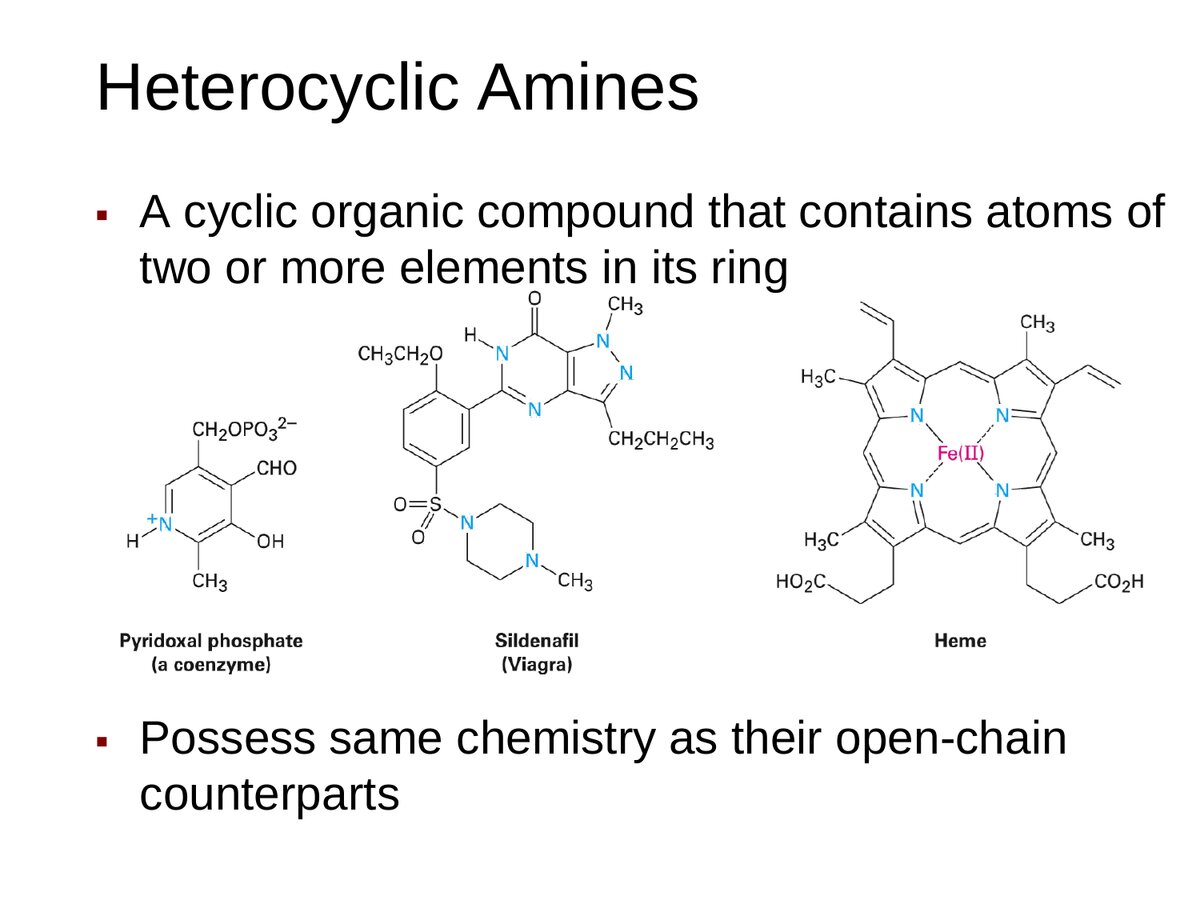 Heterocyclic Amines
▪ A cyclic organic compound that contains atoms of
two or more elements in its ring
CH₂OPO₃²⁻
CHO
⁺N
H
OH
CH₃
Pyridoxal phosphate
(a coenzyme)
O
CH₃
H
N
N
CH₃CH₂O
N
N
CH₂CH₂CH₃
O=S
O
N
N
CH₃
Sildenafil
(Viagra)
CH₃
H₃C
N
N
Fe(II)
N
N
H₃C
CH₃
HO₂C
CO₂H
Heme
▪ Possess same chemistry as their open-chain
counterparts